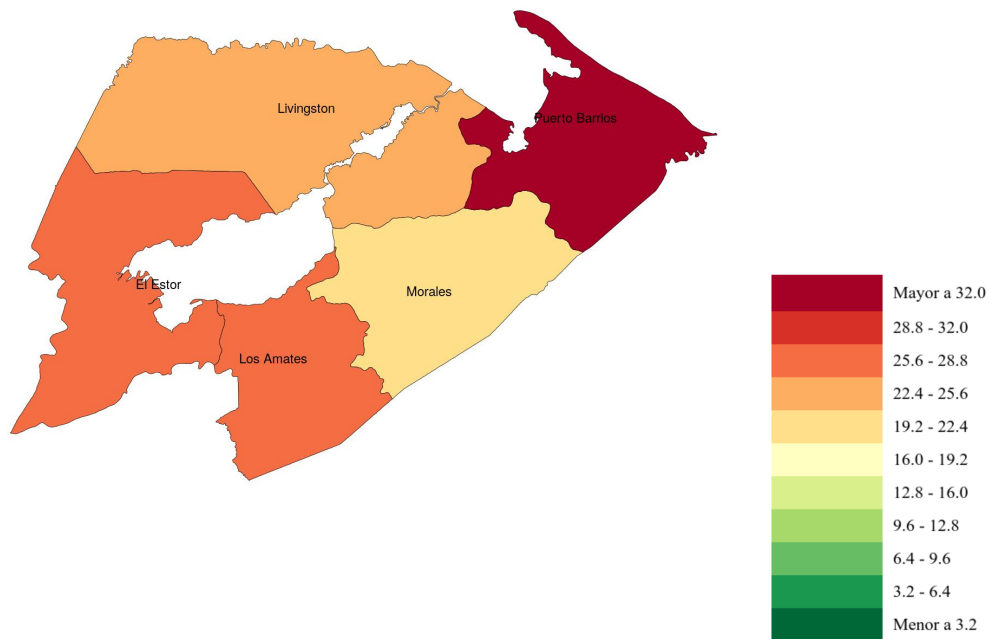 Livingston
Puerto Barrios
El Estor
Morales
Los Amates
Mayor a 32.0
28.8 - 32.0
25.6 - 28.8
22.4 - 25.6
19.2 - 22.4
16.0 - 19.2
12.8 - 16.0
9.6 - 12.8
6.4 - 9.6
3.2 - 6.4
Menor a 3.2